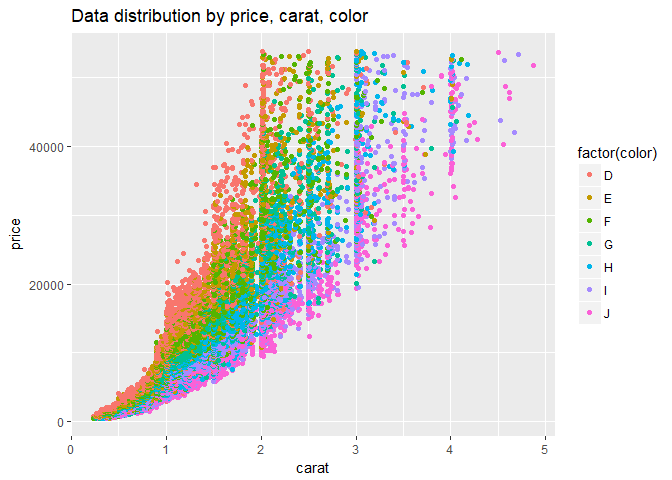 Data distribution by price, carat, color
price
40000
20000
0
0 1 2 3 4 5
carat
factor(color)
D
E
F
G
H
I
J